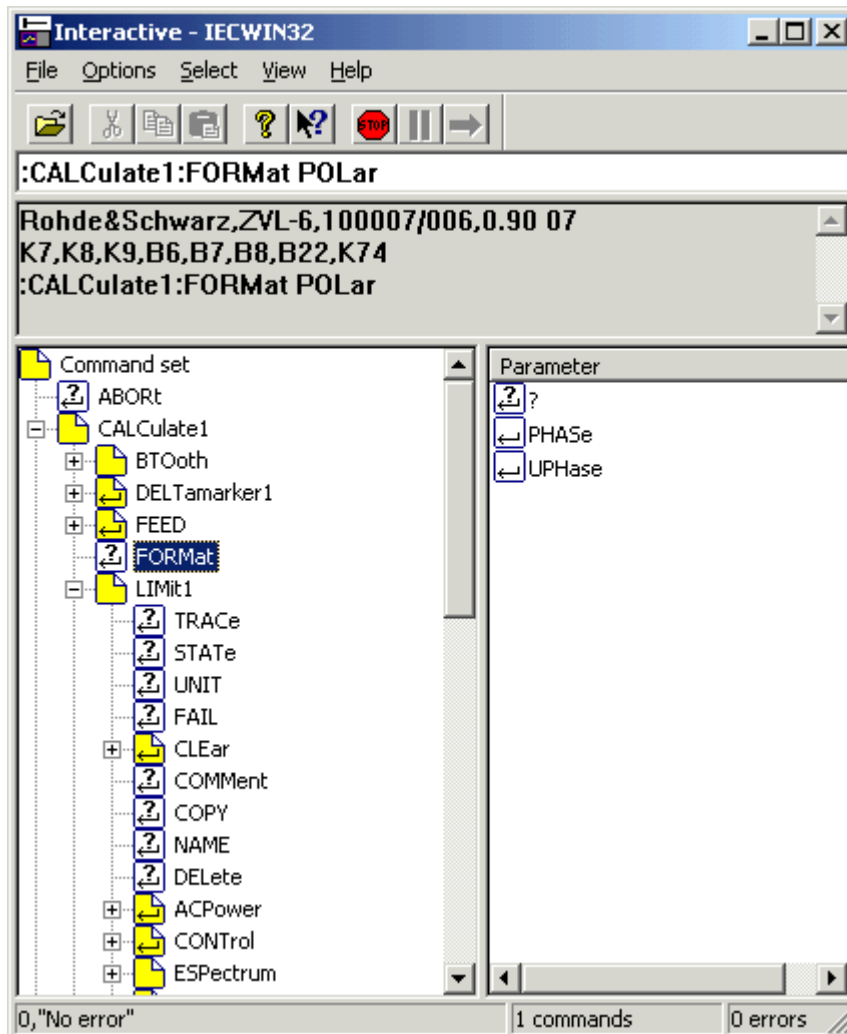 Interactive - IECWIN32
File Options Select View Help
STOP
:CALCulate1:FORMat POLar
Rohde&Schwarz,ZVL-6,100007/006,0.90 07
K7,K8,K9,B6,B7,B8,B22,K74
:CALCulate1:FORMat POLar
Command set
ABORt
CALCulate1
BTOoth
DELTamarker1
FEED
FORMat
LIMit1
TRACe
STATe
UNIT
FAIL
CLEar
COMMent
COPY
NAME
DELete
ACPower
CONTrol
ESPectrum
Parameter
?
PHASe
UPHase
0,"No error"
1 commands
0 errors